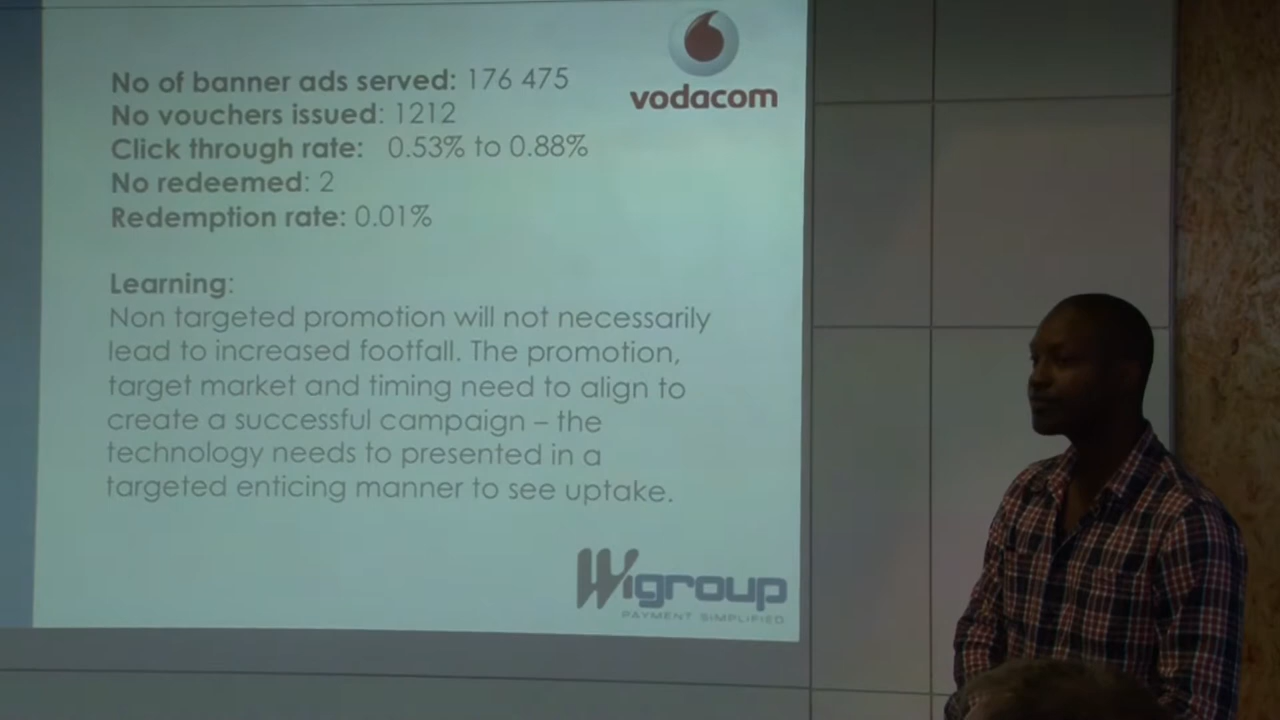 No of banner ads served: 176 475
No vouchers issued: 1212
Click through rate: 0.53% to 0.88%
No redeemed: 2
Redemption rate: 0.01%
vodacom
Learning:
Non targeted promotion will not necessarily
lead to increased footfall. The promotion,
target market and timing need to align to
create a successful campaign – the
technology needs to presented in a
targeted enticing manner to see uptake.
Wigroup
PAYMENT SIMPLIFIED